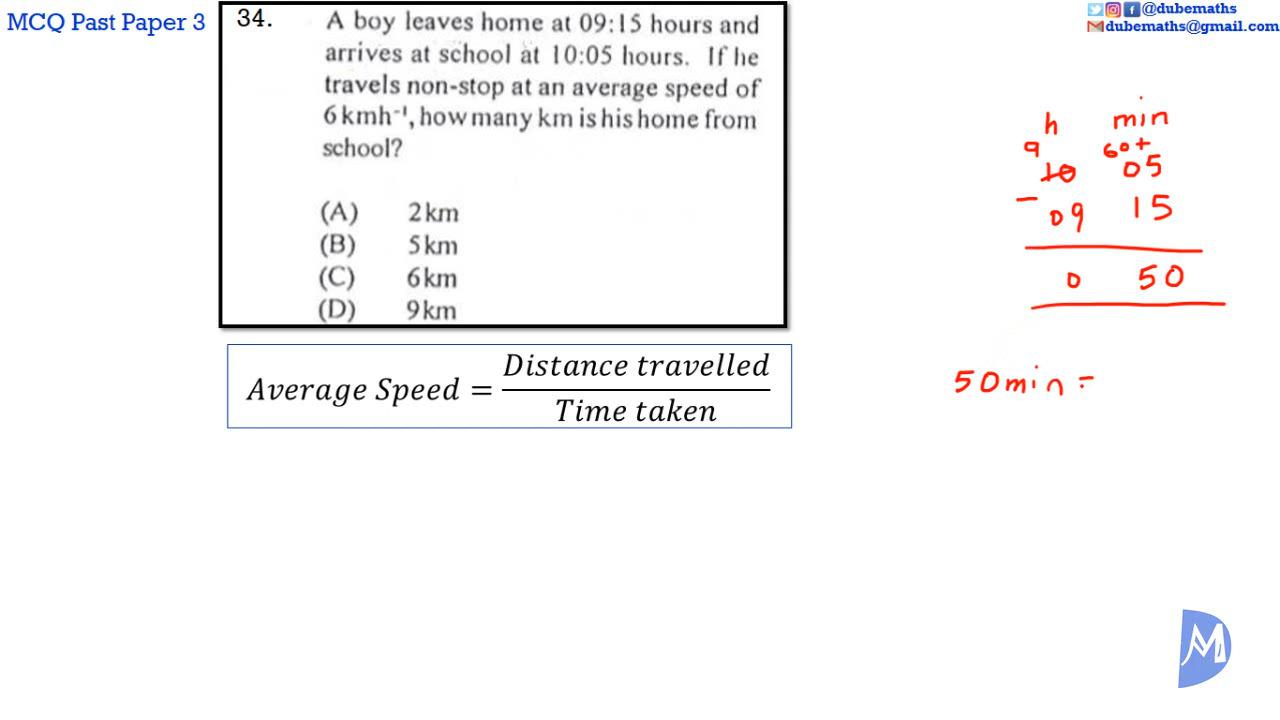 MCQ Past Paper 3
@dubemaths
dubemaths@gmail.com
34. A boy leaves home at 09:15 hours and
arrives at school at 10:05 hours. If he
travels non-stop at an average speed of
6 kmh⁻¹, how many km is his home from
school?
(A) 2 km
(B) 5 km
(C) 6 km
(D) 9 km
Average Speed = Distance travelled / Time taken
h min
9 60+
10 05
- 09 15
0 50
50min =
M